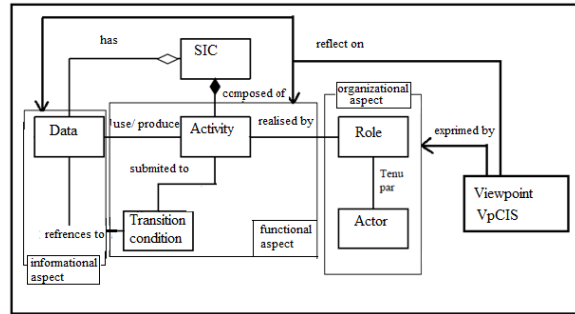 has
SIC
reflect on
composed of
organizational
aspect
Data
use/ produce
Activity
realised by
Role
exprimed by
submited to
Tenu
par
Viewpoint
VpCIS
Transition
condition
Actor
refrences to
functional
aspect
informational
aspect